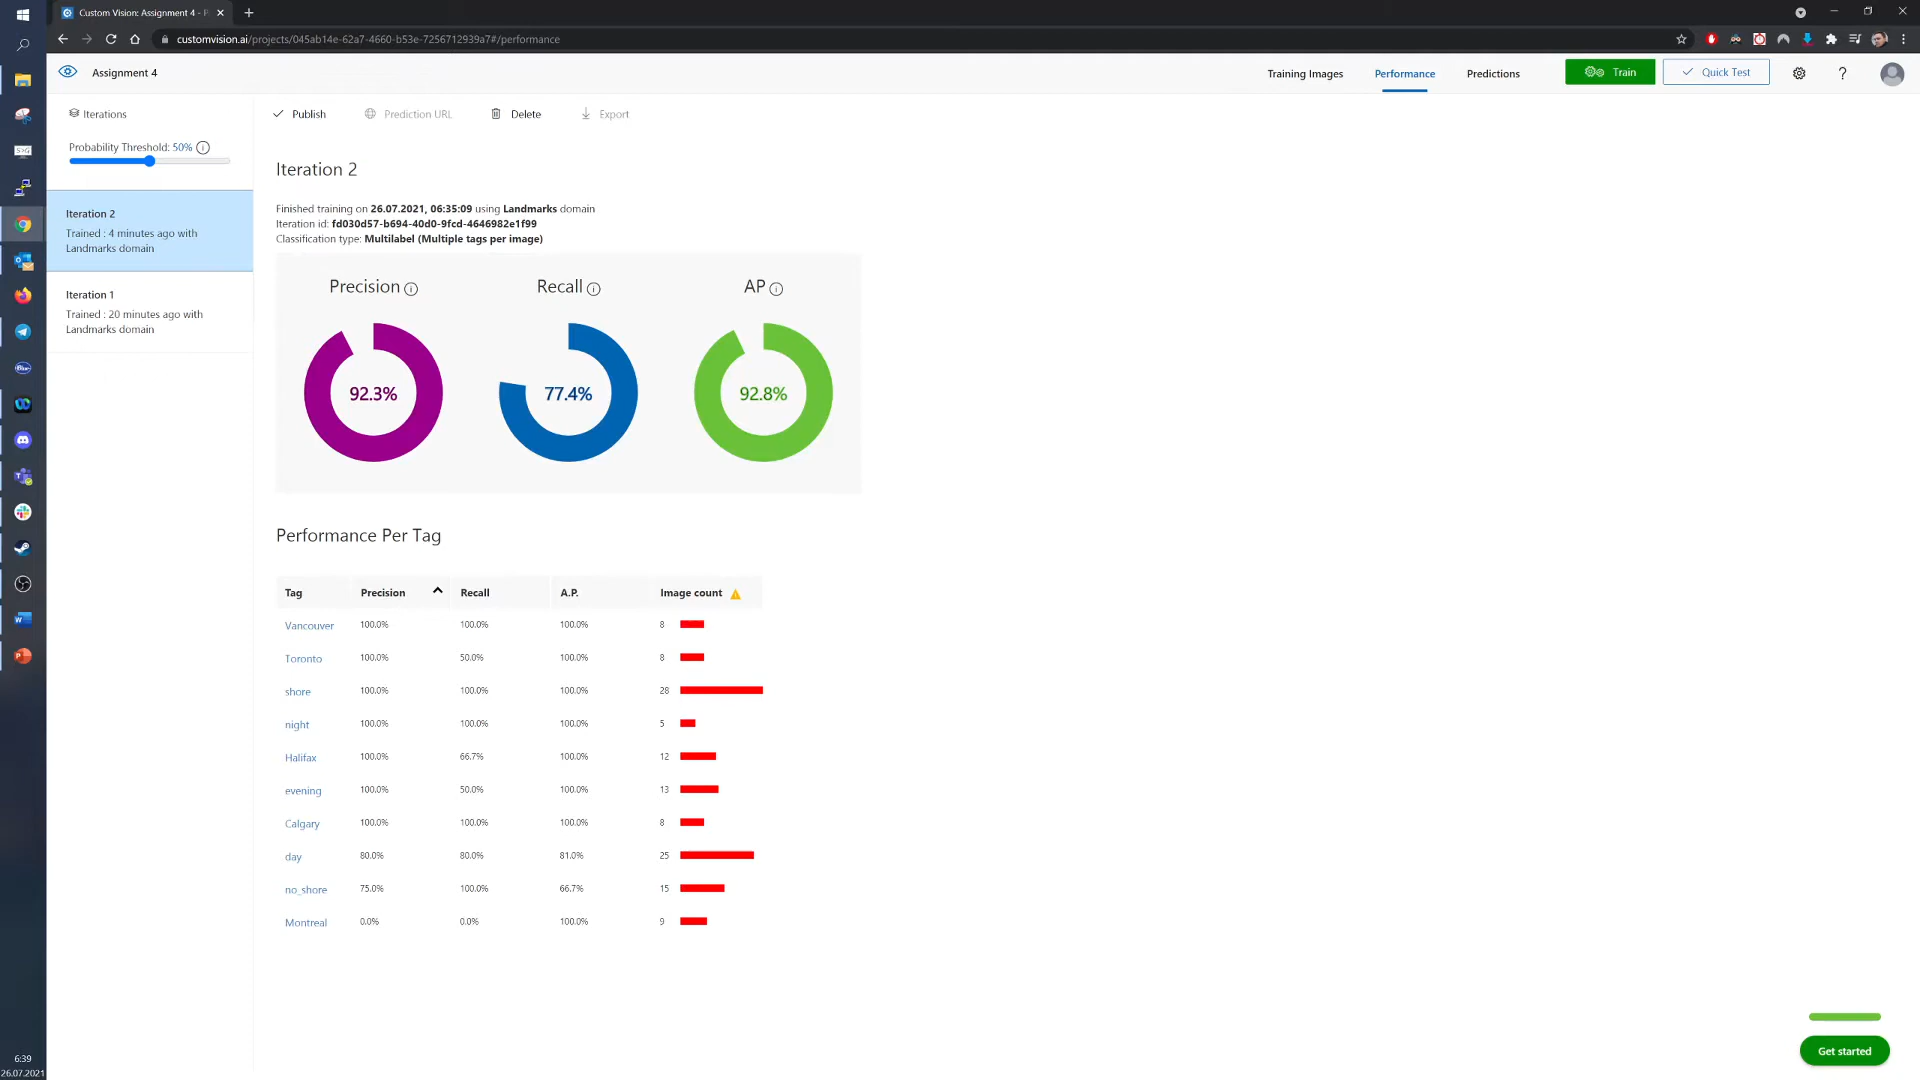 Custom Vision: Assignment 4 - P
customvision.ai/projects/045ab14e-62a7-4660-b53e-7256712939a7#/performance
Assignment 4
Training Images
Performance
Predictions
Train
Quick Test
?
Iterations
Publish
Prediction URL
Delete
Export
Probability Threshold: 50%
Iteration 2
Trained : 4 minutes ago with
Landmarks domain
Iteration 1
Trained : 20 minutes ago with
Landmarks domain
Iteration 2
Finished training on 26.07.2021, 06:35:09 using Landmarks domain
Iteration id: fd030d57-b694-40d0-9fcd-4646982e1f99
Classification type: Multilabel (Multiple tags per image)
Precision Recall AP
92.3% 77.4% 92.8%
Performance Per Tag
Tag Precision Recall A.P. Image count
Vancouver 100.0% 100.0% 100.0% 8
Toronto 100.0% 50.0% 100.0% 8
shore 100.0% 100.0% 100.0% 28
night 100.0% 100.0% 100.0% 5
Halifax 100.0% 66.7% 100.0% 12
evening 100.0% 50.0% 100.0% 13
Calgary 100.0% 100.0% 100.0% 8
day 80.0% 80.0% 81.0% 25
no_shore 75.0% 100.0% 66.7% 15
Montreal 0.0% 0.0% 100.0% 9
Get started
6:39
26.07.2021